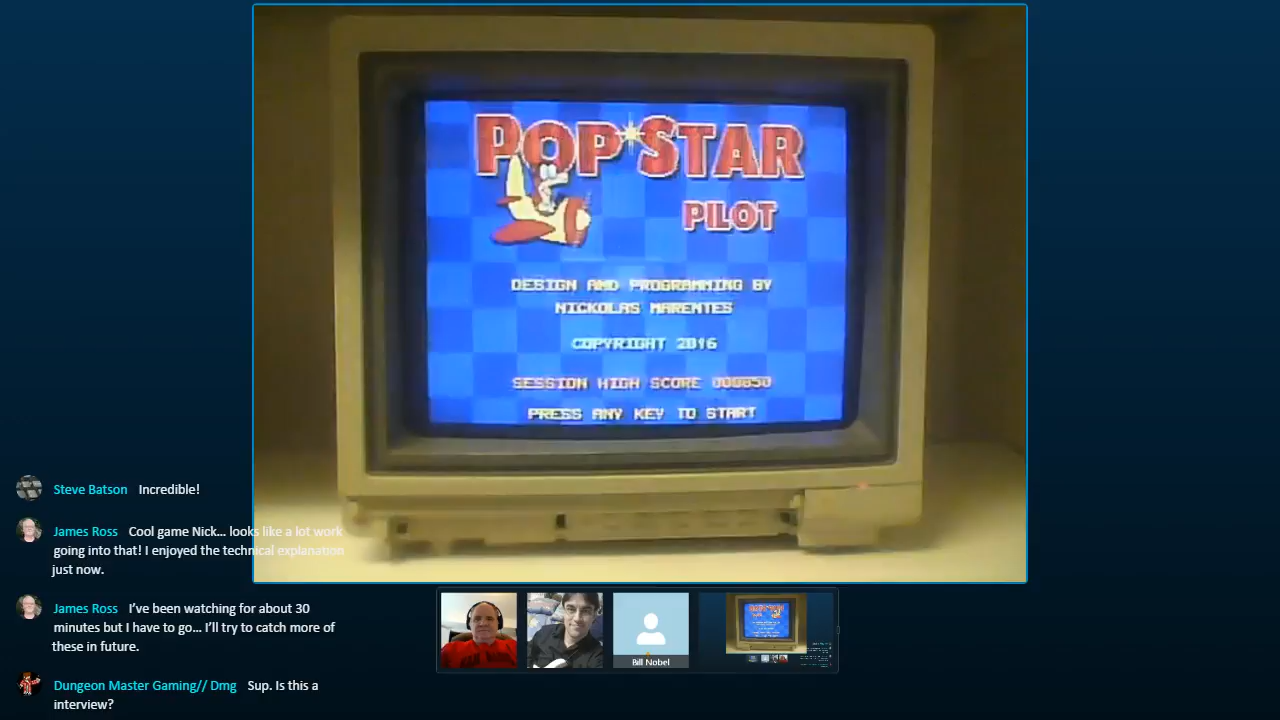 POP*STAR
PILOT
DESIGN AND PROGRAMMING BY
NICKOLAS MARENTES
COPYRIGHT 2016
SESSION HIGH SCORE 000850
PRESS ANY KEY TO START
Steve Batson Incredible!
James Ross Cool game Nick... looks like a lot work
going into that! I enjoyed the technical explanation
just now.
James Ross I've been watching for about 30
minutes but I have to go... I'll try to catch more of
these in future.
Dungeon Master Gaming// Dmg Sup. Is this a
interview?
Bill Nobel